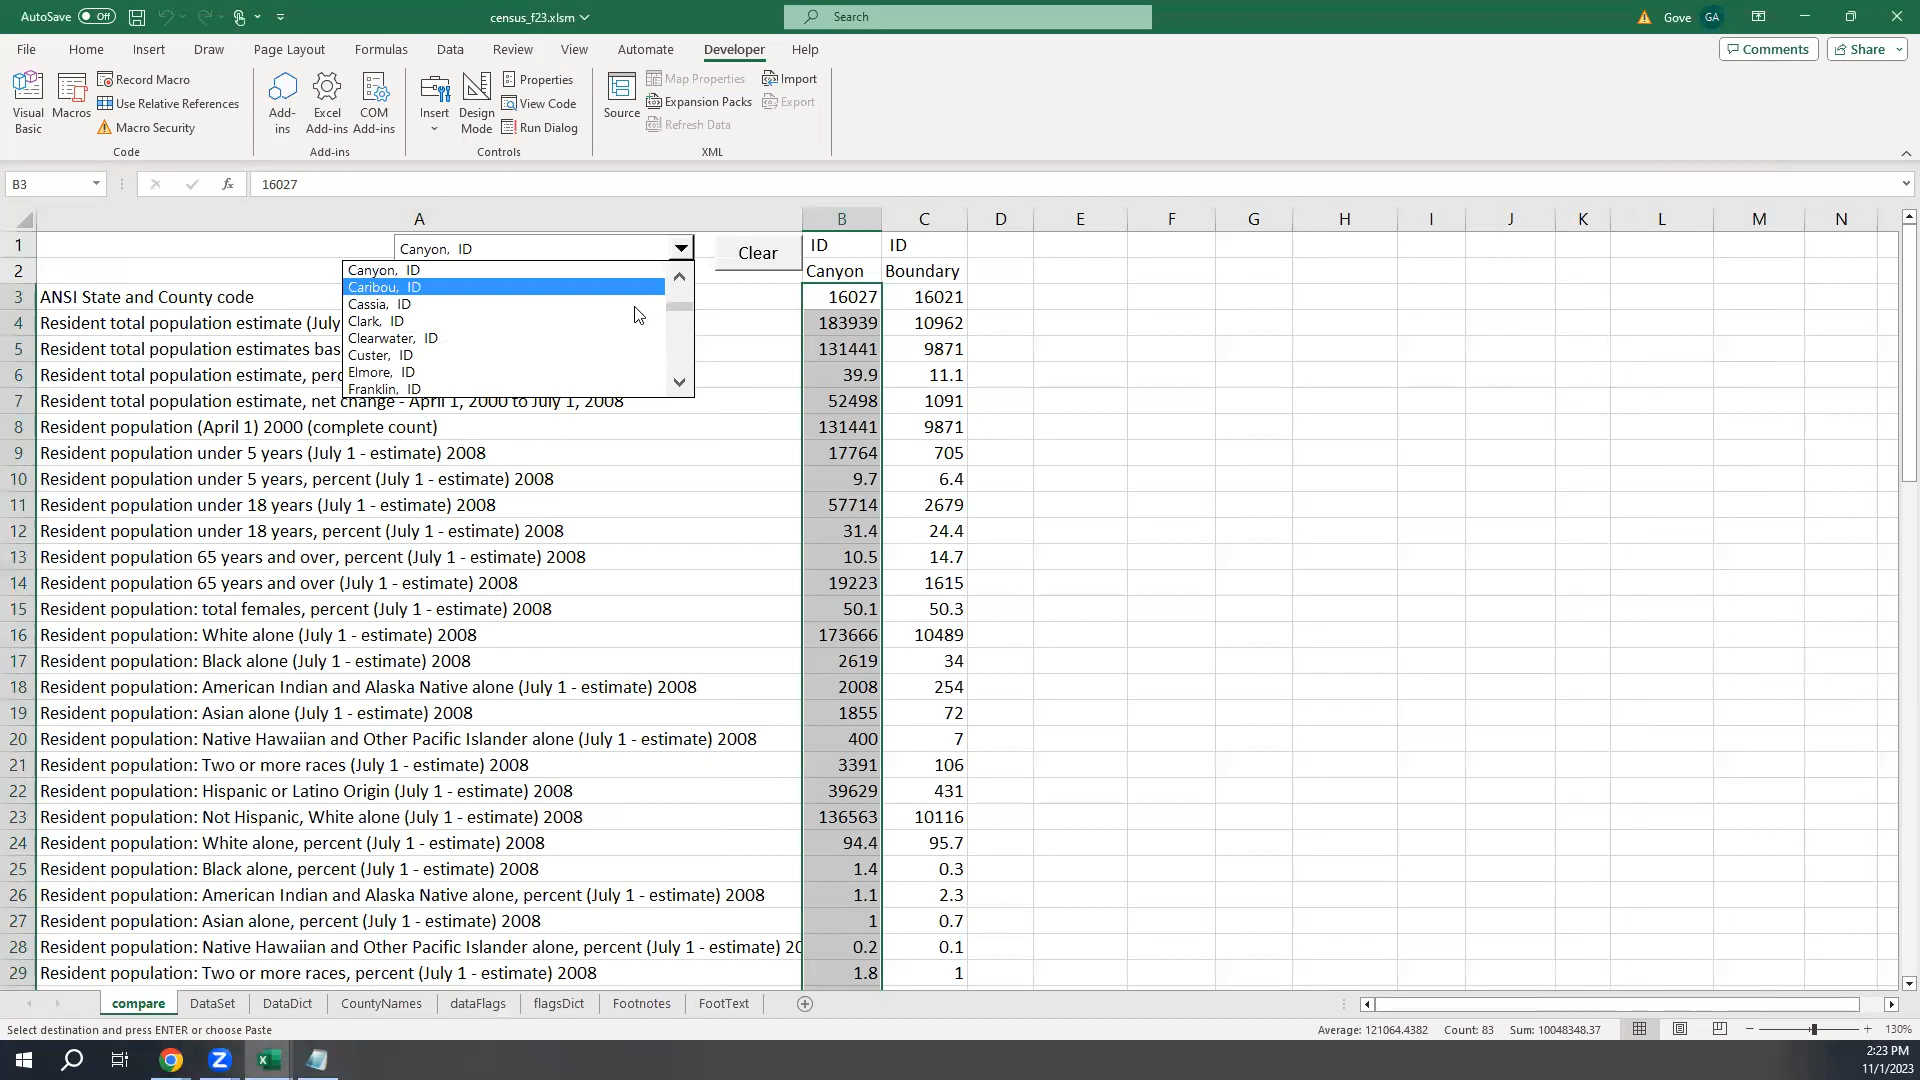 AutoSave Off census_f23.xlsm Search Gove GA
File Home Insert Draw Page Layout Formulas Data Review View Automate Developer Help Comments Share
Visual Basic
Macros
Record Macro
Use Relative References
Macro Security
Code
Add-ins
Excel Add-ins
COM Add-ins
Add-ins
Insert
Design Mode
Properties
View Code
Run Dialog
Controls
Source
Map Properties
Expansion Packs
Refresh Data
Import
Export
XML
B3 fx 16027
A B C D E F G H I J K L M N
1 Canyon, ID Clear ID ID
2 Canyon Boundary
Canyon, ID
Caribou, ID
Cassia, ID
Clark, ID
Clearwater, ID
Custer, ID
Elmore, ID
Franklin, ID
3 ANSI State and County code 16027 16021
4 Resident total population estimate (July 183939 10962
5 Resident total population estimates bas 131441 9871
6 Resident total population estimate, perc 39.9 11.1
7 Resident total population estimate, net change - April 1, 2000 to July 1, 2008 52498 1091
8 Resident population (April 1) 2000 (complete count) 131441 9871
9 Resident population under 5 years (July 1 - estimate) 2008 17764 705
10 Resident population under 5 years, percent (July 1 - estimate) 2008 9.7 6.4
11 Resident population under 18 years (July 1 - estimate) 2008 57714 2679
12 Resident population under 18 years, percent (July 1 - estimate) 2008 31.4 24.4
13 Resident population 65 years and over, percent (July 1 - estimate) 2008 10.5 14.7
14 Resident population 65 years and over (July 1 - estimate) 2008 19223 1615
15 Resident population: total females, percent (July 1 - estimate) 2008 50.1 50.3
16 Resident population: White alone (July 1 - estimate) 2008 173666 10489
17 Resident population: Black alone (July 1 - estimate) 2008 2619 34
18 Resident population: American Indian and Alaska Native alone (July 1 - estimate) 2008 2008 254
19 Resident population: Asian alone (July 1 - estimate) 2008 1855 72
20 Resident population: Native Hawaiian and Other Pacific Islander alone (July 1 - estimate) 2008 400 7
21 Resident population: Two or more races (July 1 - estimate) 2008 3391 106
22 Resident population: Hispanic or Latino Origin (July 1 - estimate) 2008 39629 431
23 Resident population: Not Hispanic, White alone (July 1 - estimate) 2008 136563 10116
24 Resident population: White alone, percent (July 1 - estimate) 2008 94.4 95.7
25 Resident population: Black alone, percent (July 1 - estimate) 2008 1.4 0.3
26 Resident population: American Indian and Alaska Native alone, percent (July 1 - estimate) 2008 1.1 2.3
27 Resident population: Asian alone, percent (July 1 - estimate) 2008 1 0.7
28 Resident population: Native Hawaiian and Other Pacific Islander alone, percent (July 1 - estimate) 20 0.2 0.1
29 Resident population: Two or more races, percent (July 1 - estimate) 2008 1.8 1
compare DataSet DataDict CountyNames dataFlags flagsDict Footnotes FootText
Select destination and press ENTER or choose Paste Average: 121064.4382 Count: 83 Sum: 10048348.37 130%
2:23 PM
11/1/2023